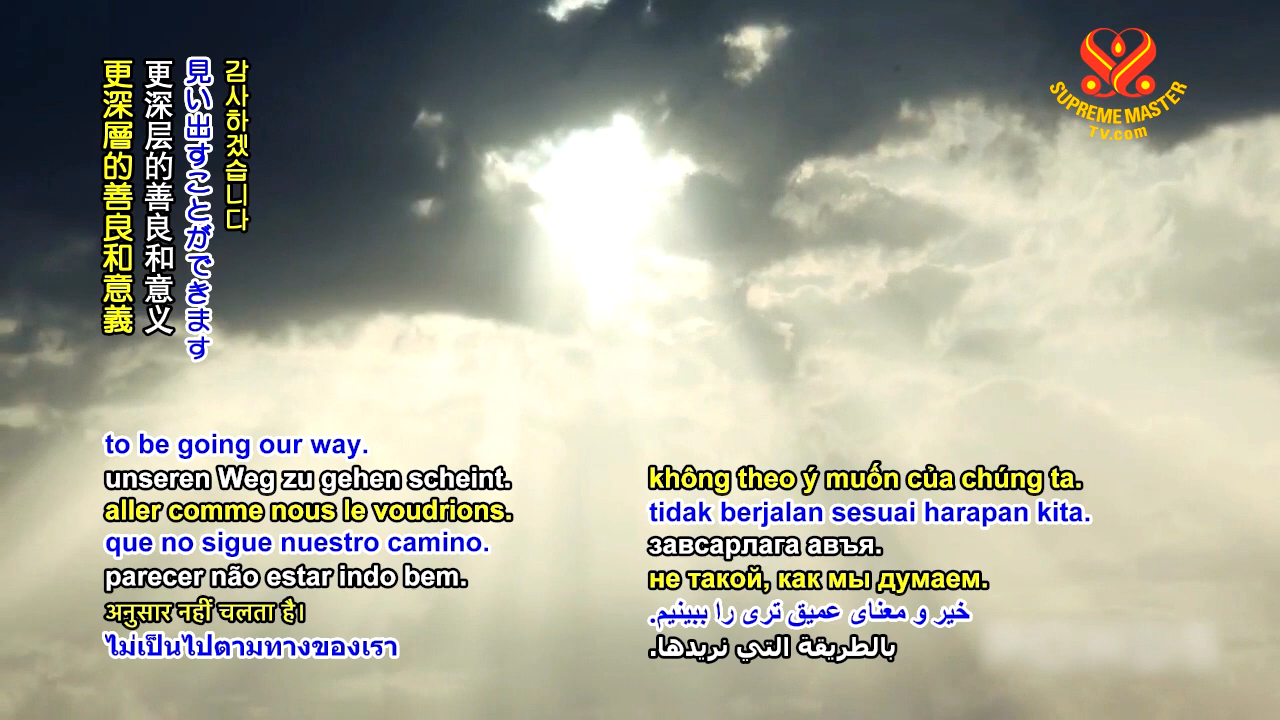 更深層的善良和意義
更深层的善良和意义
見い出すことができます
감사하겠습니다
SUPREME MASTER
TV.com
to be going our way.
unseren Weg zu gehen scheint.
aller comme nous le voudrions.
que no sigue nuestro camino.
parecer não estar indo bem.
अनुसार नहीं चलता है।
ไม่เป็นไปตามทางของเรา
không theo ý muốn của chúng ta.
tidak berjalan sesuai harapan kita.
завсарлага авъя.
не такой, как мы думаем.
خیر و معنای عمیق تری را ببینیم.
بالطريقة التي نريدها.